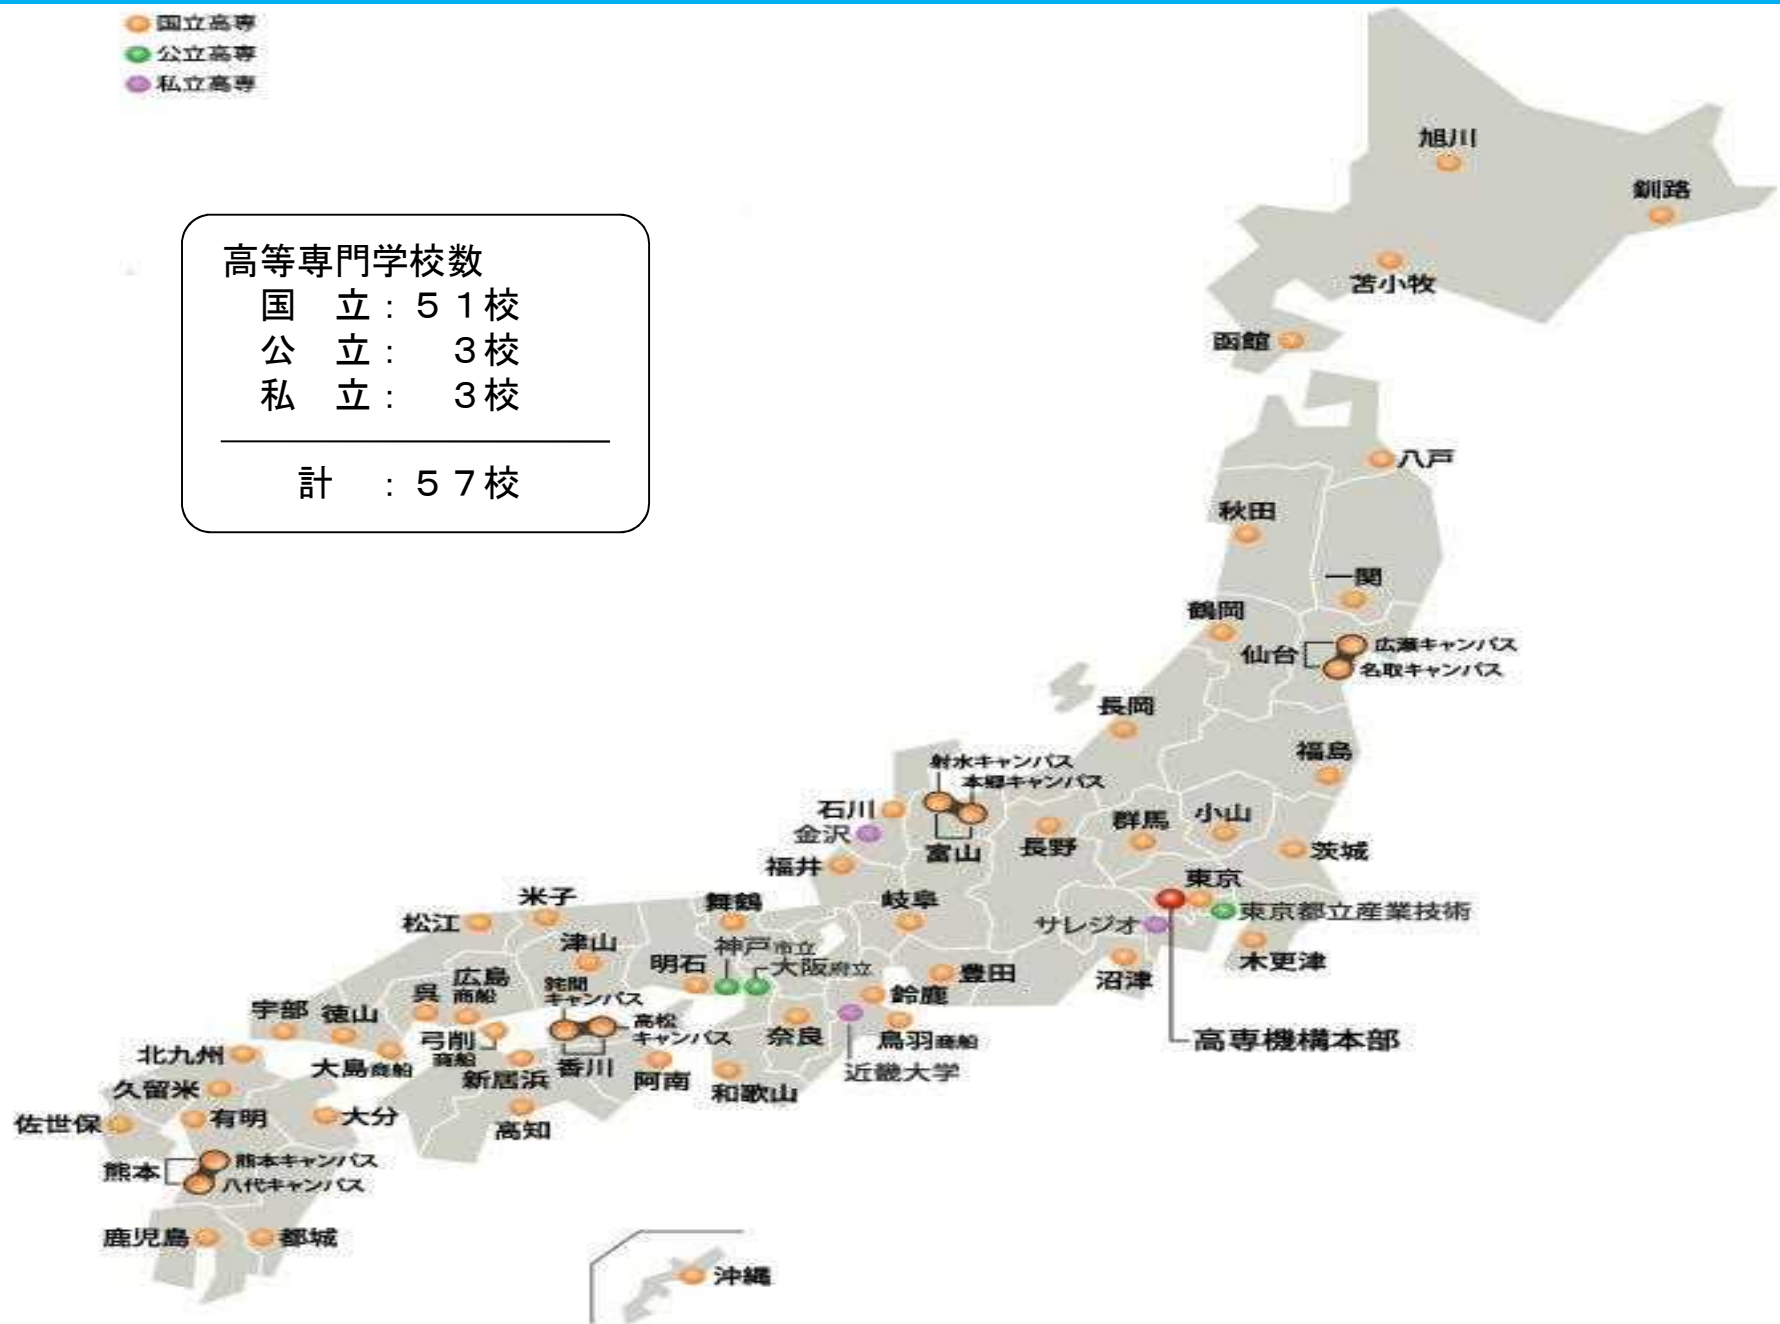 国立高専
公立高専
私立高専
高等専門学校数
国 立：５１校
公 立： ３校
私 立： ３校
計 ：５７校
旭川
釧路
苫小牧
函館
八戸
秋田
一関
鶴岡
仙台
広瀬キャンパス
名取キャンパス
長岡
福島
射水キャンパス
本郷キャンパス
石川
金沢
富山
長野
群馬
小山
茨城
福井
東京
東京都立産業技術
サレジオ
木更津
沼津
高専機構本部
米子
松江
舞鶴
岐阜
津山
神戸市立
大阪府立
明石
豊田
鈴鹿
鳥羽商船
近畿大学
奈良
和歌山
広島
商船
呉
詫間
キャンパス
高松
キャンパス
香川
宇部
徳山
大島商船
弓削
商船
新居浜
阿南
高知
北九州
久留米
佐世保
有明
大分
熊本
熊本キャンパス
八代キャンパス
鹿児島
都城
沖縄